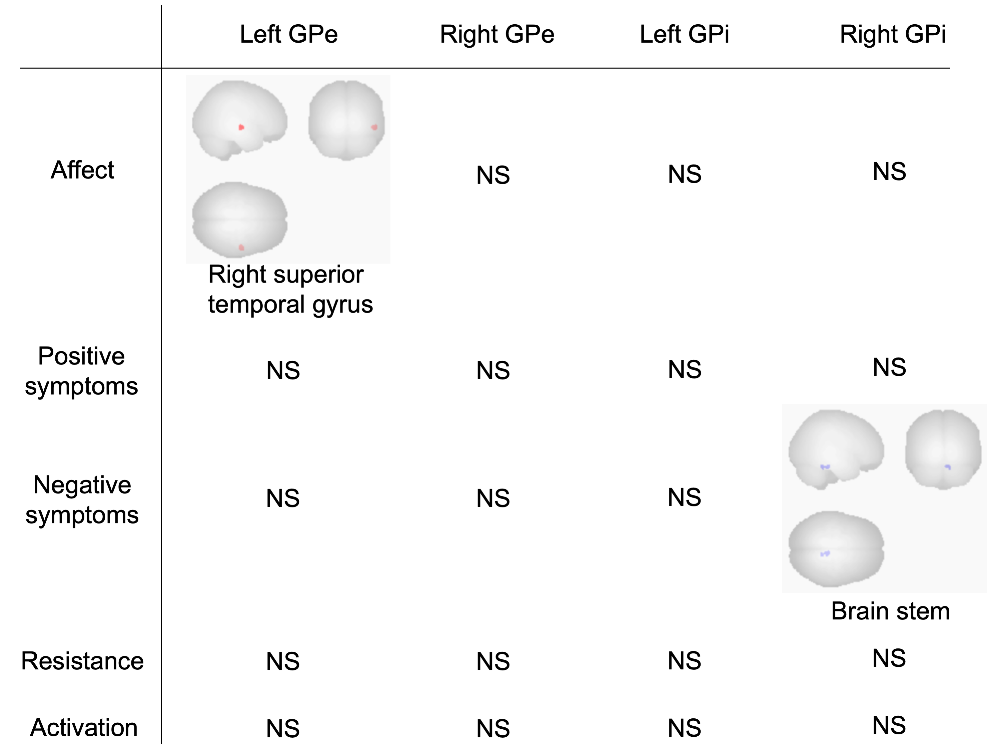 Left GPe Right GPe Left GPi Right GPi
Affect NS NS NS
Right superior
temporal gyrus
Positive
symptoms NS NS NS NS
Negative
symptoms NS NS NS
Brain stem
Resistance NS NS NS NS
Activation NS NS NS NS